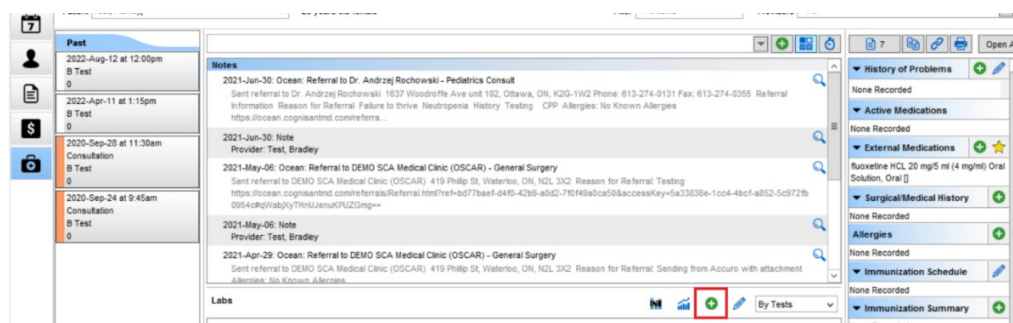 7
Past
2022-Aug-12 at 12:00pm
B Test
0
2022-Apr-11 at 1:15pm
B Test
0
2020-Sep-28 at 11:30am
Consultation
B Test
0
2020-Sep-24 at 9:45am
Consultation
B Test
0
Notes
2021-Jun-30: Ocean: Referral to Dr. Andrzej Rochowski - Pediatrics Consult
Sent referral to Dr. Andrzej Rochowski 1637 Woodroffe Ave unit 102, Ottawa, ON, K2G-1W2 Phone: 613-274-0131 Fax: 613-274-0355 Referral
Information Reason for Referral Failure to thrive Neutropenia History Testing CPP Allergies: No Known Allergies
https://ocean.cognisantmd.com/referra...
2021-Jun-30: Note
Provider: Test, Bradley
2021-May-06: Ocean: Referral to DEMO SCA Medical Clinic (OSCAR) - General Surgery
Sent referral to DEMO SCA Medical Clinic (OSCAR) 419 Phillip St, Waterloo, ON, N2L 3X2 Reason for Referral: Testing
https://ocean.cognisantmd.com/referrals/Referral.html?ref=bd77baef-d4f0-42b9-a0d2-7f0f49a0ca50&accessKey=5a33838e-1cc4-4bcf-a852-5c972fb
0954c#qWabjXyTHnUJenuKPUZGmg==
2021-May-06: Note
Provider: Test, Bradley
2021-Apr-29: Ocean: Referral to DEMO SCA Medical Clinic (OSCAR) - General Surgery
Sent referral to DEMO SCA Medical Clinic (OSCAR) 419 Phillip St, Waterloo, ON, N2L 3X2 Reason for Referral: Sending from Accuro with attachment
Allergies: No Known Allergies
Labs
By Tests
7
Open A
History of Problems
None Recorded
Active Medications
None Recorded
External Medications
fluoxetine HCL 20 mg/5 ml (4 mg/ml) Oral
Solution, Oral []
Surgical/Medical History
None Recorded
Allergies
None Recorded
Immunization Schedule
None Recorded
Immunization Summary